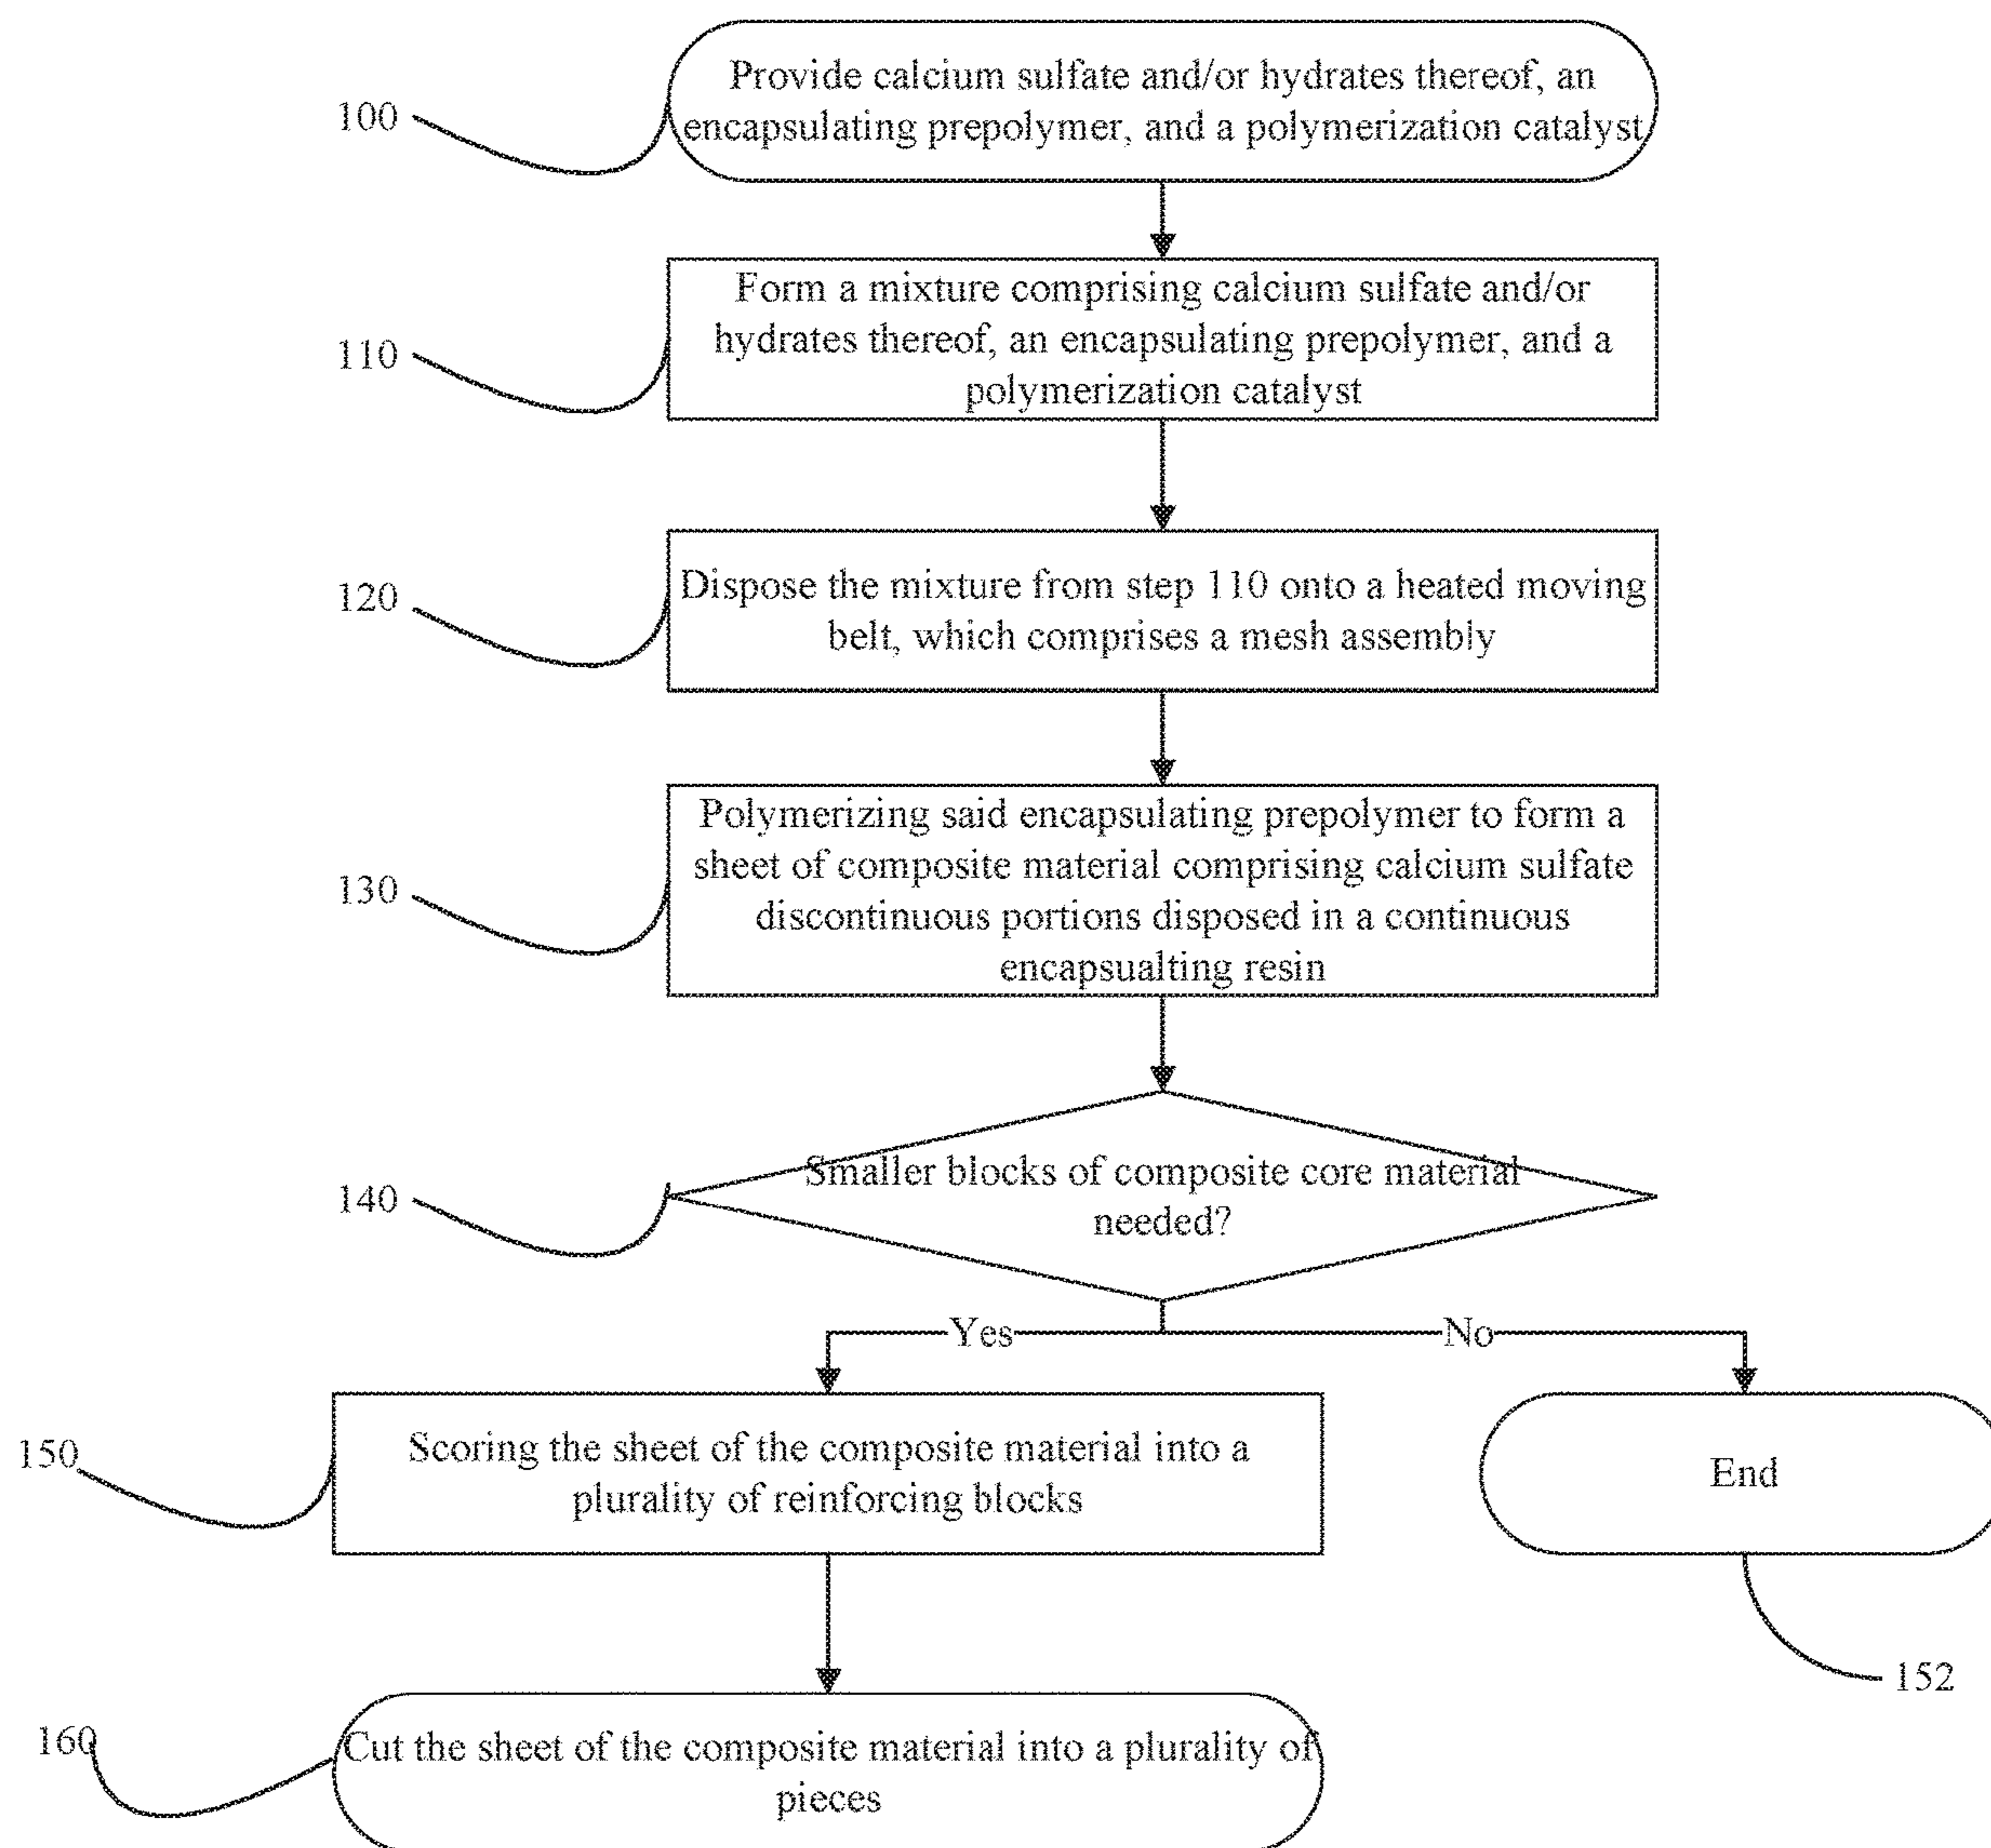 100
Provide calcium sulfate and/or hydrates thereof, an
encapsulating prepolymer, and a polymerization catalyst
110
Form a mixture comprising calcium sulfate and/or
hydrates thereof, an encapsulating prepolymer, and a
polymerization catalyst
120
Dispose the mixture from step 110 onto a heated moving
belt, which comprises a mesh assembly
130
Polymerizing said encapsulating prepolymer to form a
sheet of composite material comprising calcium sulfate
discontinuous portions disposed in a continuous
encapsualting resin
140
Smaller blocks of composite core material
needed?
Yes
No
150
Scoring the sheet of the composite material into a
plurality of reinforcing blocks
End
152
160
Cut the sheet of the composite material into a plurality of
pieces